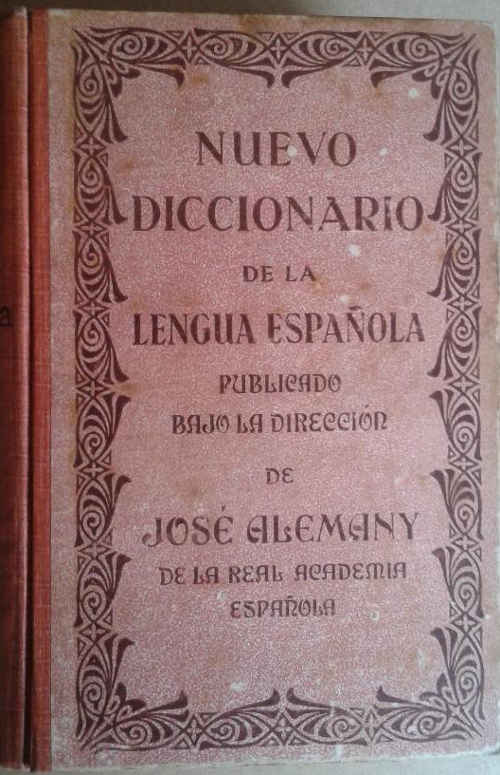 NUEVO
DICCIONARIO
DE LA
LENGUA ESPAÑOLA
PUBLICADO
BAJO LA DIRECCIÓN
DE
JOSÉ ALEMANY
DE LA REAL ACADEMIA
ESPAÑOLA
a